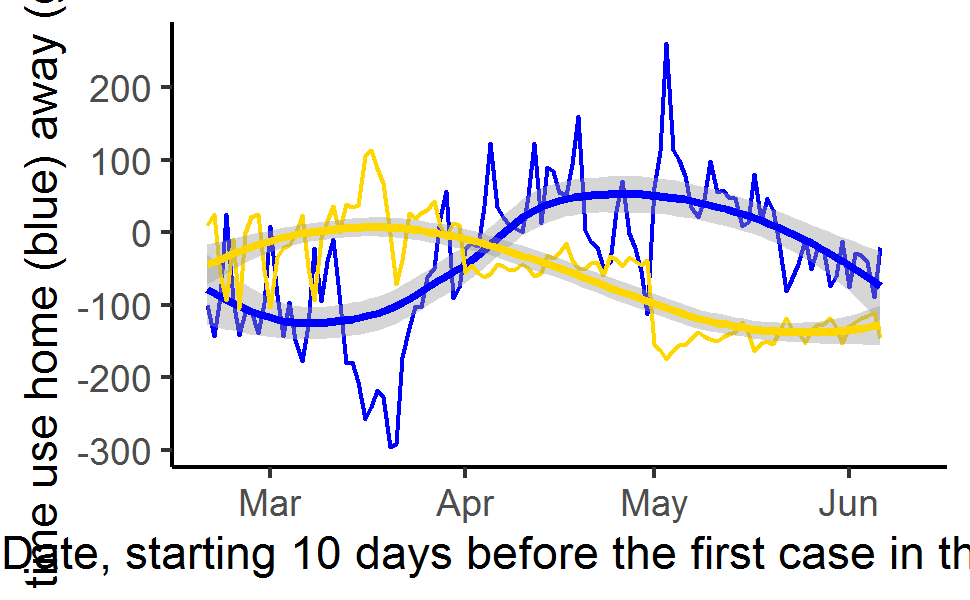 time use home (blue) away (
200
100
0
-100
-200
-300
Mar Apr May Jun
Date, starting 10 days before the first case in th